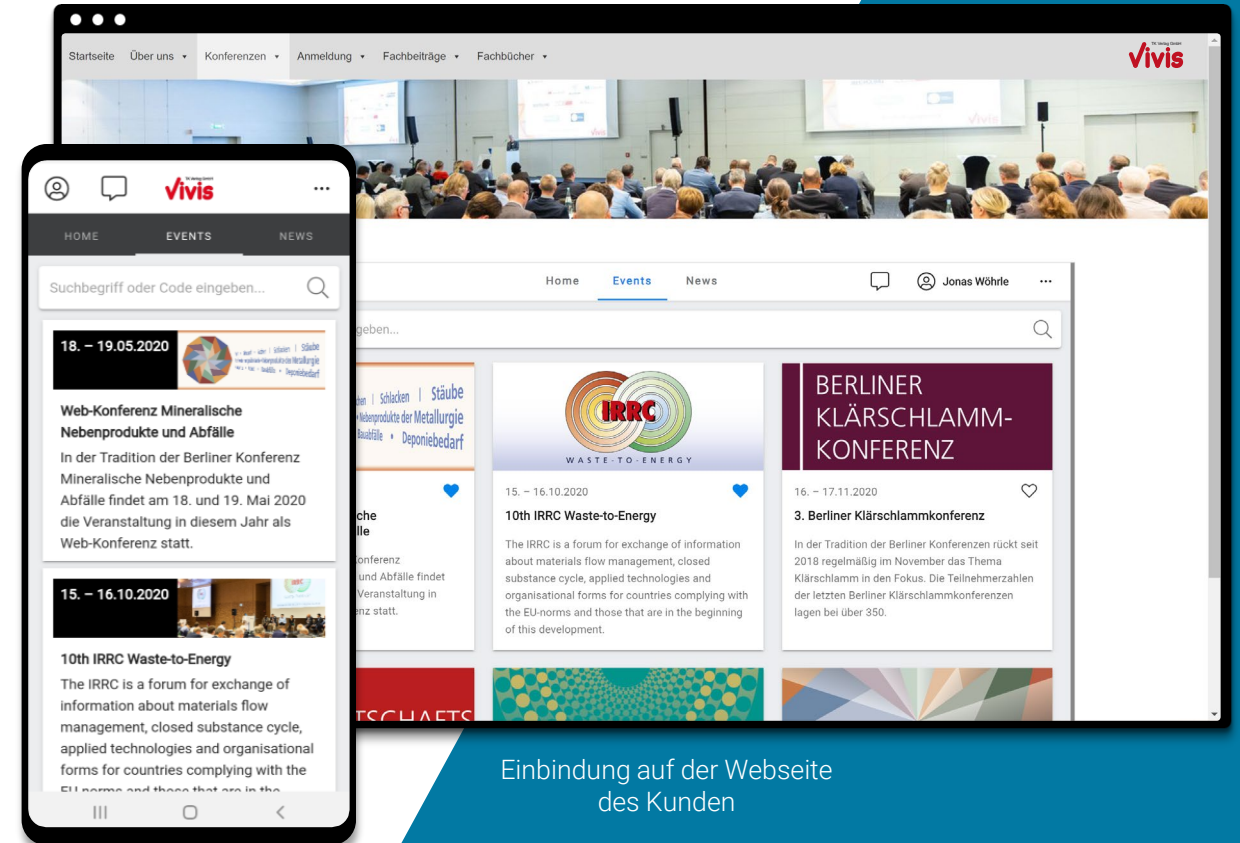 Startseite Über uns Konferenzen Anmeldung Fachbeiträge Fachbücher
Vivis
Vivis
HOME EVENTS NEWS
Suchbegriff oder Code eingeben...
18. – 19.05.2020
Web-Konferenz Mineralische
Nebenprodukte und Abfälle
In der Tradition der Berliner Konferenz
Mineralische Nebenprodukte und
Abfälle findet am 18. und 19. Mai 2020
die Veranstaltung in diesem Jahr als
Web-Konferenz statt.
15. – 16.10.2020
10th IRRC Waste-to-Energy
The IRRC is a forum for exchange of
information about materials flow
management, closed substance cycle,
applied technologies and organisational
forms for countries complying with the
EU-norms and those that are in the
Home Events News Jonas Wöhrle
geben...
Schlacken | Stäube
Nebenprodukte der Metallurgie
Bauabfälle • Deponiebedarf
che
lle
onferenz
und Abfälle findet
Veranstaltung in
enz statt.
IRRC
WASTE-TO-ENERGY
15. – 16.10.2020
10th IRRC Waste-to-Energy
The IRRC is a forum for exchange of information
about materials flow management, closed
substance cycle, applied technologies and
organisational forms for countries complying with
the EU-norms and those that are in the beginning
of this development.
BERLINER
KLÄRSCHLAMM-
KONFERENZ
16. – 17.11.2020
3. Berliner Klärschlammkonferenz
In der Tradition der Berliner Konferenzen rückt seit
2018 regelmäßig im November das Thema
Klärschlamm in den Fokus. Die Teilnehmerzahlen
der letzten Berliner Klärschlammkonferenzen
lagen bei über 350.
TSCHAFTS
Einbindung auf der Webseite
des Kunden